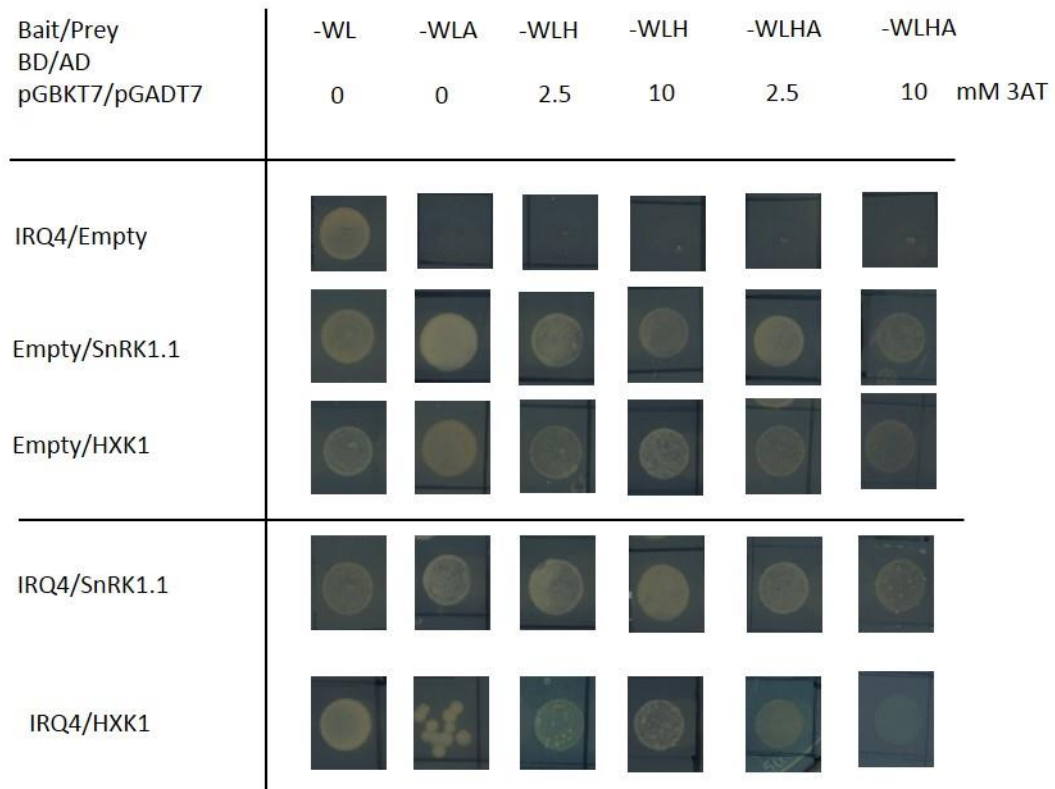 Bait/Prey -WL -WLA -WLH -WLH -WLHA -WLHA
BD/AD
pGBKT7/pGADT7 0 0 2.5 10 2.5 10 mM 3AT
IRQ4/Empty
Empty/SnRK1.1
Empty/HXK1
IRQ4/SnRK1.1
IRQ4/HXK1